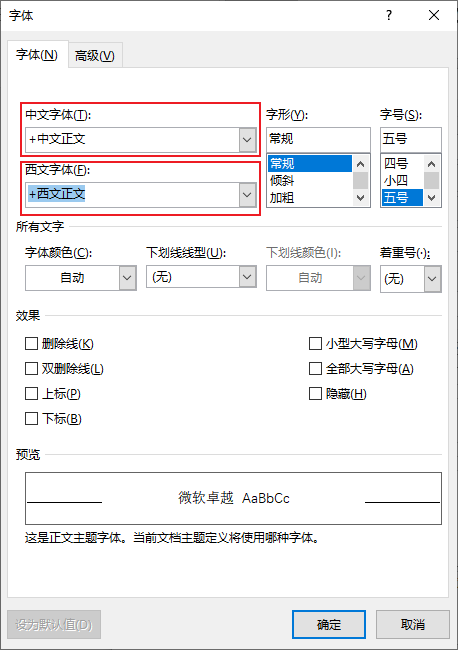 字体
?
字体(N) 高级(V)
中文字体(T): 字形(Y): 字号(S):
+中文正文 常规 五号
常规 四号
西文字体(F): 倾斜 小四
+西文正文 加粗 五号
所有文字
字体颜色(C): 下划线线型(U): 下划线颜色(I): 着重号(·):
自动 (无) 自动 (无)
效果
删除线(K) 小型大写字母(M)
双删除线(L) 全部大写字母(A)
上标(P) 隐藏(H)
下标(B)
预览
微软卓越 AaBbCc
这是正文主题字体。当前文档主题定义将使用哪种字体。
设为默认值(D) 确定 取消